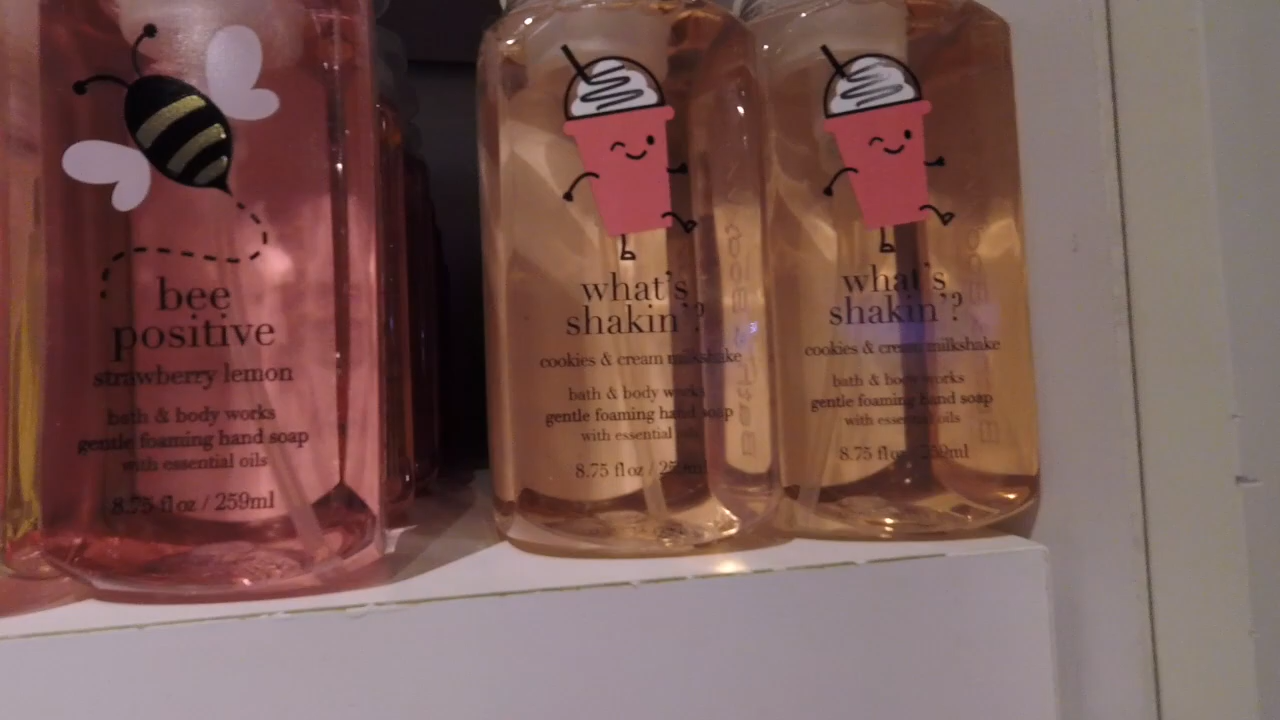 bee
positive
strawberry lemon
bath & body works
gentle foaming hand soap
with essential oils
8.75 fl oz / 259ml
what's
shakin'?
cookies & cream milkshake
bath & body works
gentle foaming hand soap
with essential oils
8.75 fl oz / 259ml
what's
shakin'?
cookies & cream milkshake
bath & body works
gentle foaming hand soap
with essential oils
8.75 fl oz / 259ml